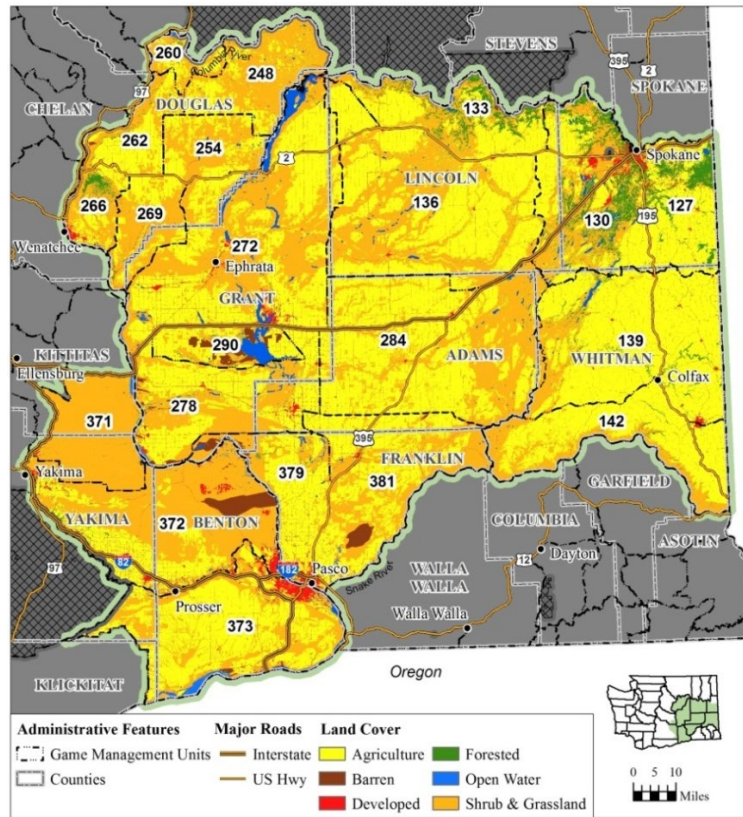 STEVENS
260
248
Columbia River
395
2
SPOKANE
97
CHELAN
DOUGLAS
133
262
254
2
Spokane
LINCOLN
136
127
266
269
130
195
Wenatchee
272
Ephrata
GRANT
290
284
139
KITTITAS
ADAMS
WHITMAN
Ellensburg
Colfax
371
278
142
395
379
FRANKLIN
Yakima
381
GARFIELD
YAKIMA
372
BENTON
COLUMBIA
ASOTIN
82
182
Pasco
12
Dayton
97
Snake River
WALLA
WALLA
Prosser
373
Walla Walla
Oregon
KLICKITAT
Administrative Features
Game Management Units
Counties
Major Roads
Interstate
US Hwy
Land Cover
Agriculture
Barren
Developed
Forested
Open Water
Shrub & Grassland
0 5 10
Miles